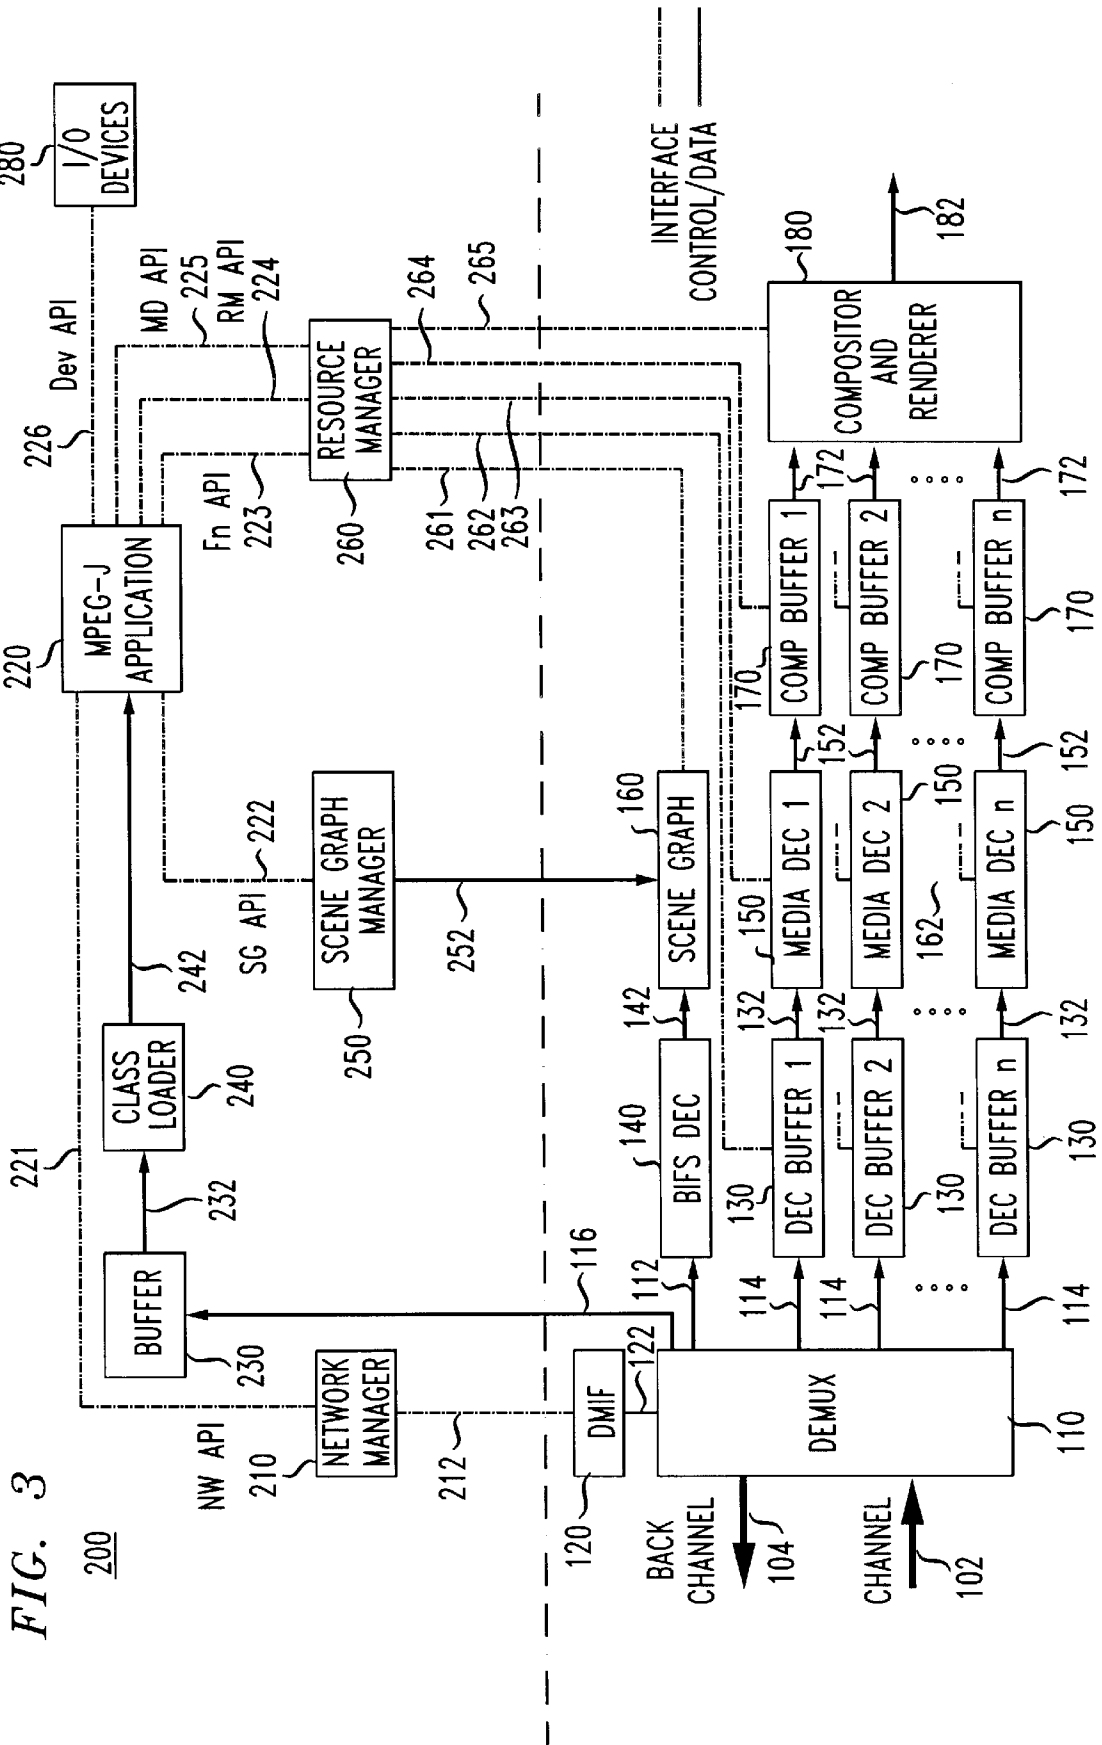 FIG. 3
200
280
I/O
DEVICES
Dev API
226
MD API
225
RM API
224
Fn API
223
220
MPEG-J
APPLICATION
RESOURCE
MANAGER
260
261
262
263
264
265
242
CLASS
LOADER
240
SG API
222
SCENE GRAPH
MANAGER
250
252
221
232
BUFFER
230
116
NW API
210
NETWORK
MANAGER
212
DMIF
120
122
INTERFACE
CONTROL/DATA
BACK
CHANNEL
104
CHANNEL
102
DEMUX
110
112
140
BIFS DEC
142
160
SCENE GRAPH
114
130
DEC BUFFER 1
132
150
MEDIA DEC 1
152
170
COMP BUFFER 1
172
180
COMPOSITOR
AND
RENDERER
182
114
DEC BUFFER 2
130
132
MEDIA DEC 2
150
COMP BUFFER 2
170
162
114
DEC BUFFER n
130
132
MEDIA DEC n
150
152
COMP BUFFER n
170
172